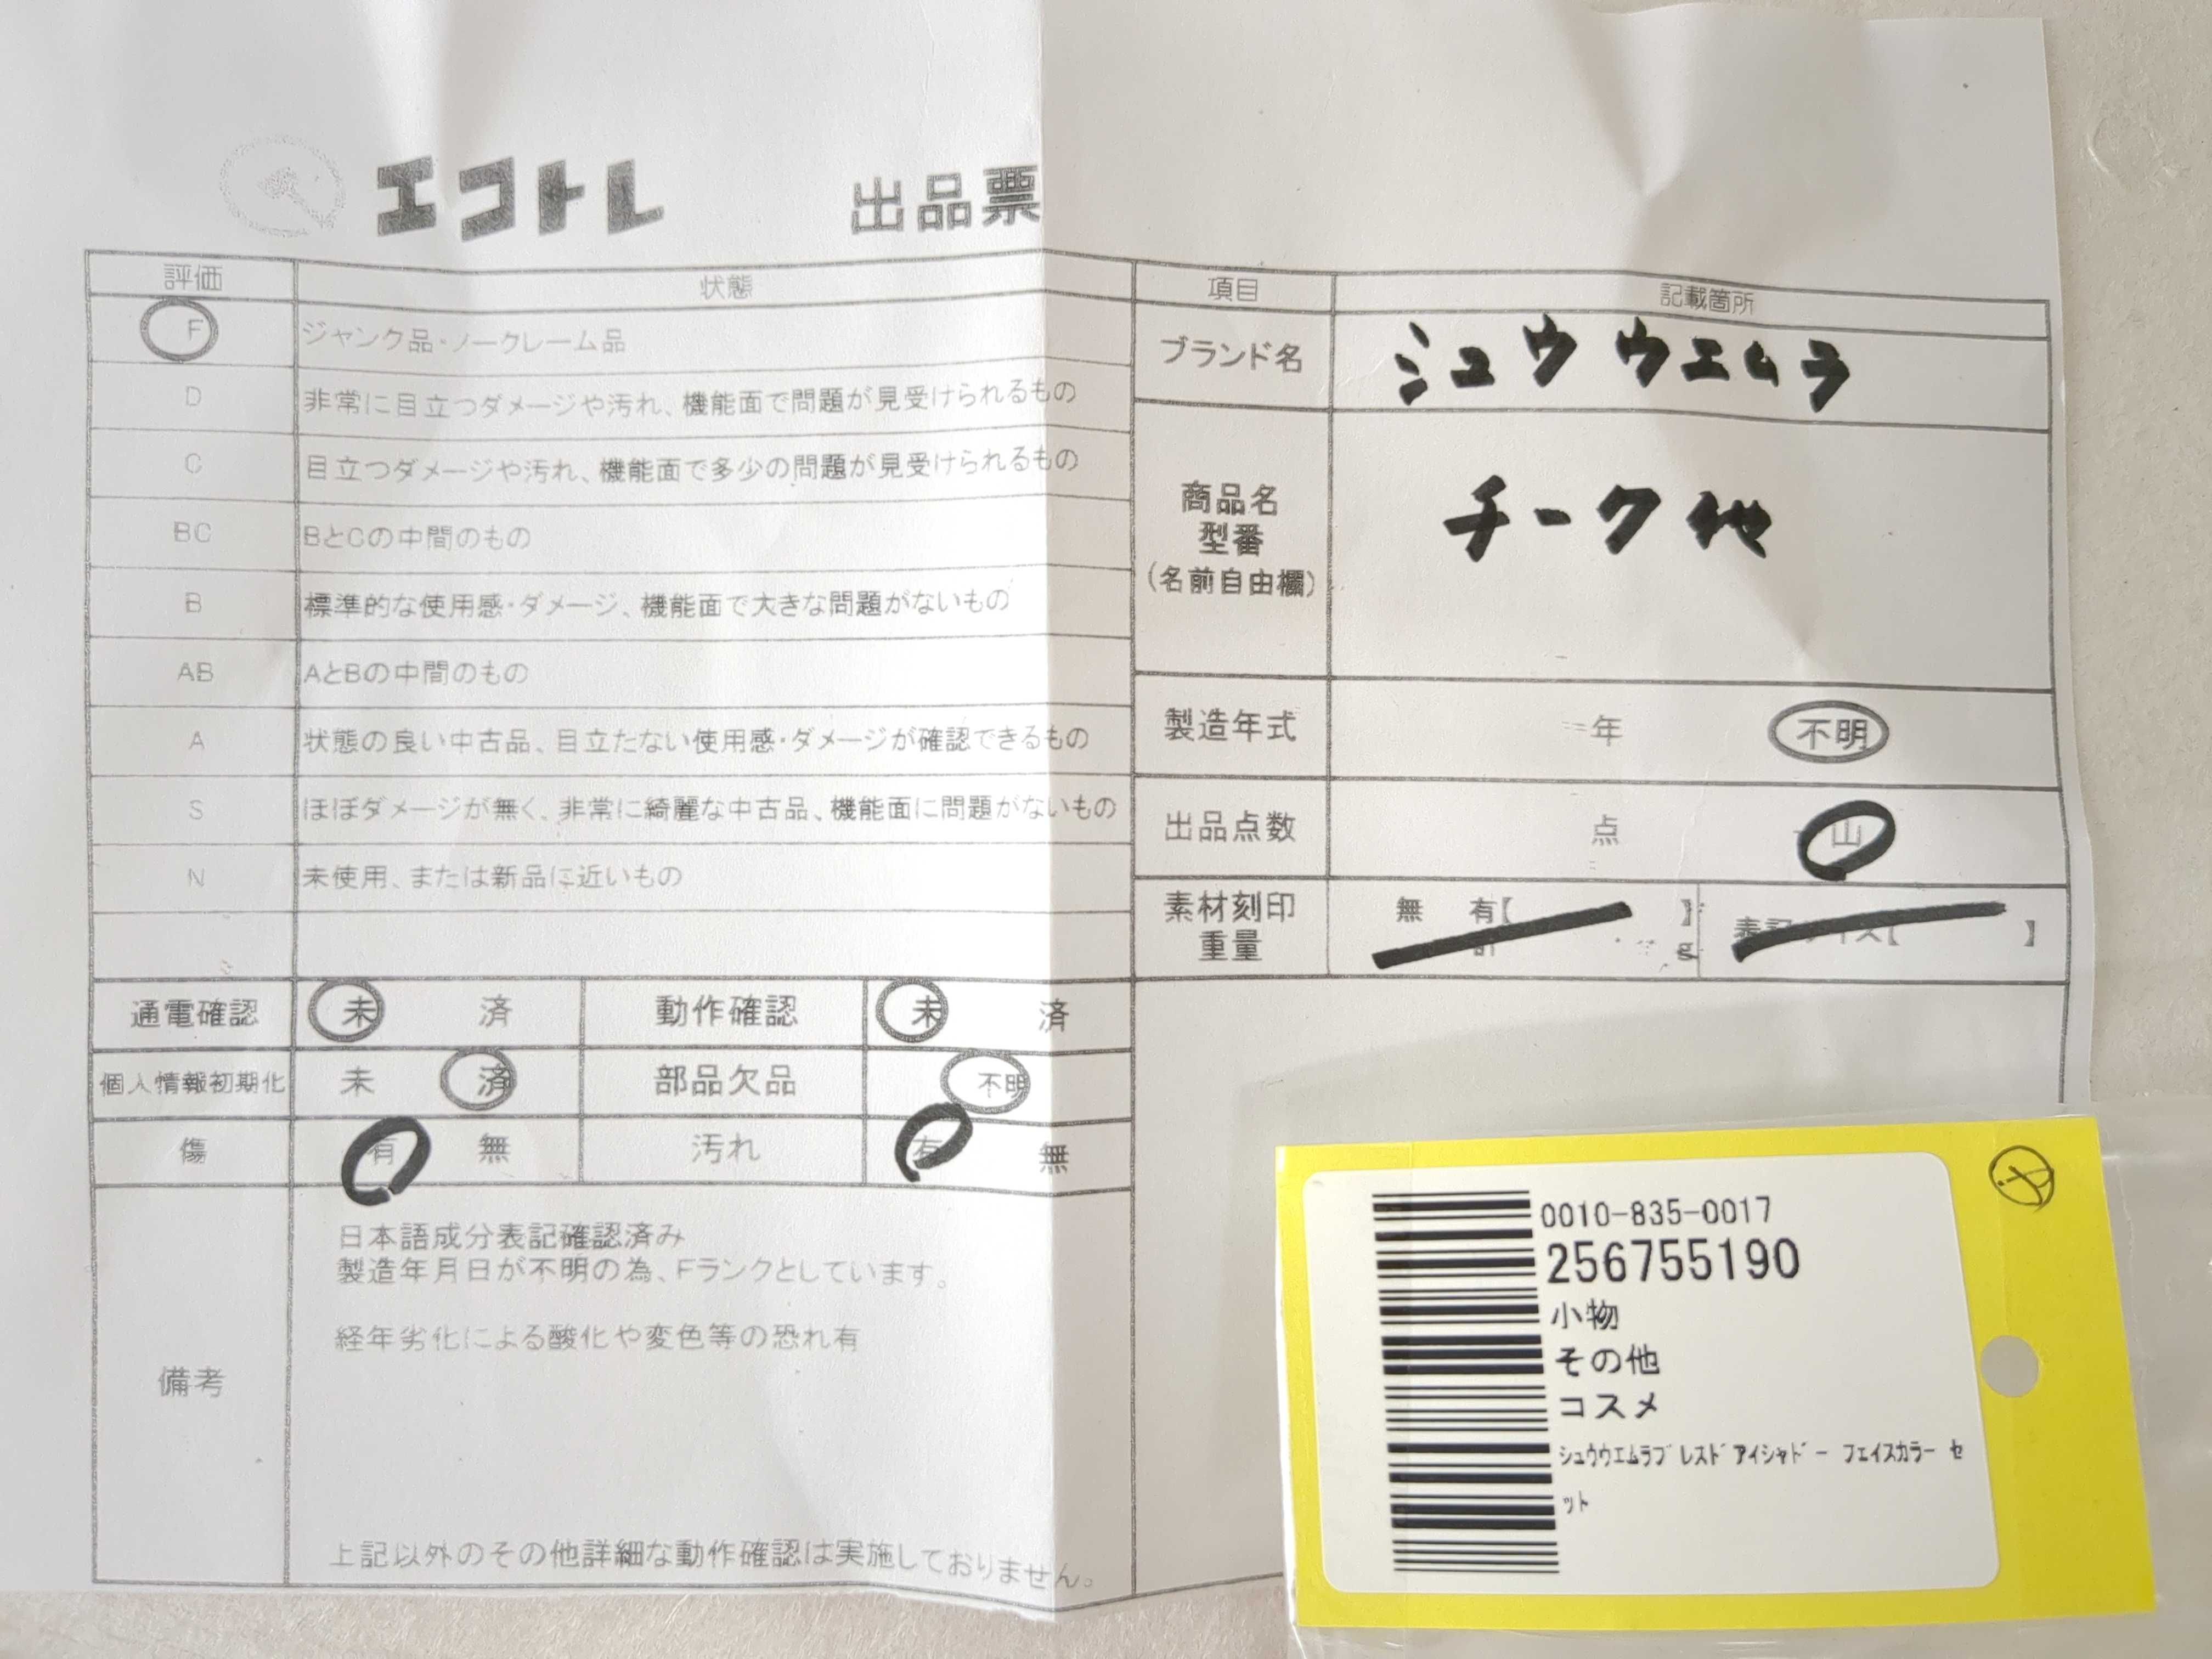 エコトレ 出品票
評価 状態
F ジャンク品・ノークレーム品
D 非常に目立つダメージや汚れ、機能面で問題が見受けられるもの
C 目立つダメージや汚れ、機能面で多少の問題が見受けられるもの
BC BとCの中間のもの
B 標準的な使用感・ダメージ、機能面で大きな問題がないもの
AB AとBの中間のもの
A 状態の良い中古品、目立たない使用感・ダメージが確認できるもの
S ほぼダメージが無く、非常に綺麗な中古品、機能面に問題がないもの
N 未使用、または新品に近いもの
通電確認 未 済 動作確認 未 済
個人情報初期化 未 済 部品欠品 不明
傷 有 無 汚れ 有 無
備考
日本語成分表記確認済み
製造年月日が不明の為、Fランクとしています。
経年劣化による酸化や変色等の恐れ有
上記以外のその他詳細な動作確認は実施しておりません。
項目 記載箇所
ブランド名 シュウ ウエムラ
商品名
型番
(名前自由欄)
チーク他
製造年式 年 不明
出品点数 点 一山
素材刻印 無 有【 】
重量 g 表記サイズ【 】
0010-835-0017
256755190
小物
その他
コスメ
シュウウエムラプレスドアイシャドー フェイスカラー セ
ット